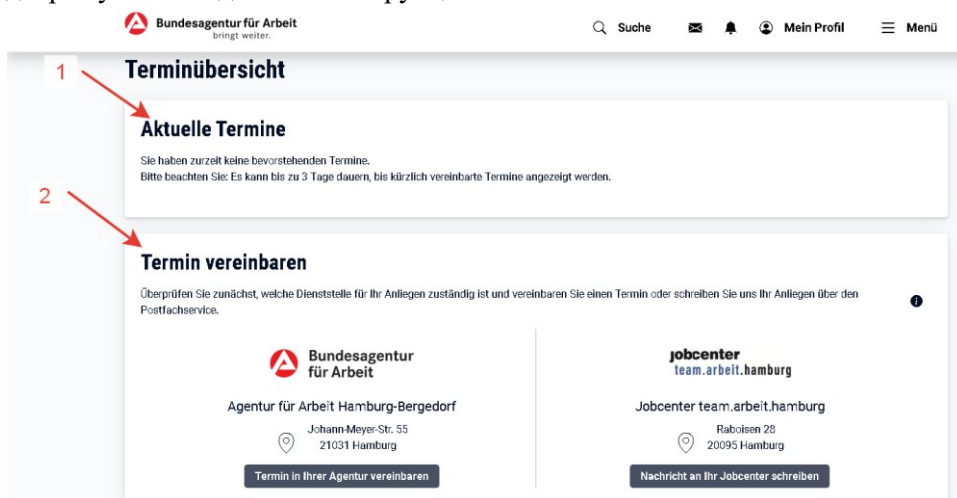 Bundesagentur für Arbeit
bringt weiter.
Suche
Mein Profil
Menü
1
Terminübersicht
Aktuelle Termine
Sie haben zurzeit keine bevorstehenden Termine.
Bitte beachten Sie: Es kann bis zu 3 Tage dauern, bis kürzlich vereinbarte Termine angezeigt werden.
2
Termin vereinbaren
Überprüfen Sie zunächst, welche Dienststelle für Ihr Anliegen zuständig ist und vereinbaren Sie einen Termin oder schreiben Sie uns Ihr Anliegen über den
Postfachservice.
Bundesagentur
für Arbeit
Agentur für Arbeit Hamburg-Bergedorf
Johann-Meyer-Str. 55
21031 Hamburg
Termin in Ihrer Agentur vereinbaren
jobcenter
team.arbeit.hamburg
Jobcenter team.arbeit.hamburg
Raboisen 28
20095 Hamburg
Nachricht an Ihr Jobcenter schreiben